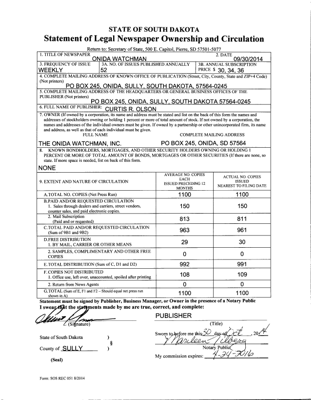 STATE OF SOUTH DAKOTA
Statement of Legal Newspaper Ownership and Circulation
Return to: Secretary of State, 500 E. Capitol, Pierre, SD 57501-5077
1. TITLE OF NEWSPAPER
ONIDA WATCHMAN
2. DATE
09/30/2014
3. FREQUENCY OF ISSUE
WEEKLY
3A. NO. OF ISSUES PUBLISHED ANNUALLY
52
3B. ANNUAL SUBSCRIPTION
PRICE $ 30, 34, 36
4. COMPLETE MAILING ADDRESS OF KNOWN OFFICE OF PUBLICATION (Street, City, County, State and ZIP+4 Code)
(Not printers)
PO BOX 245, ONIDA, SULLY, SOUTH DAKOTA, 57564-0245
5. COMPLETE MAILING ADDRESS OF THE HEADQUARTERS OR GENERAL BUSINESS OFFICES OF THE
PUBLISHER (Not printers)
PO BOX 245, ONIDA, SULLY, SOUTH DAKOTA 57564-0245
6. FULL NAME OF PUBLISHER: CURTIS R. OLSON
7. OWNER (If owned by a corporation, its name and address must be stated and list on the back of this form the names and
addresses of stockholders owning or holding 1 percent or more of total amount of stock. If not owned by a corporation, the
names and addresses of the individual owners must be given. If owned by a partnership or other unincorporated firm, its name
and address, as well as that of each individual must be given.
FULL NAME
COMPLETE MAILING ADDRESS
THE ONIDA WATCHMAN, INC.
PO BOX 245, ONIDA, SD 57564
8. KNOWN BONDHOLDERS, MORTGAGES, AND OTHER SECURITY HOLDERS OWNING OR HOLDING 1
PERCENT OR MORE OF TOTAL AMOUNT OF BONDS, MORTGAGES OR OTHER SECURITIES (If there are none, so
state. If more space is needed, list on back of this form.
NONE
9. EXTENT AND NATURE OF CIRCULATION
AVERAGE NO. COPIES
EACH
ISSUED PRECEDING 12
MONTHS
ACTUAL NO. COPIES
ISSUED
NEAREST TO FILING DATE
A. TOTAL NO. COPIES (Net Press Run)
1100
1100
B. PAID AND/OR REQUESTED CIRCULATION
1. Sales through dealers and carriers, street vendors,
counter sales, and paid electronic copies.
150
150
2. Mail Subscription
(Paid and or requested)
813
811
C. TOTAL PAID AND/OR REQUESTED CIRCULATION
(Sum of 9B1 and 9B2)
963
961
D. FREE DISTRIBUTION
1. BY MAIL, CARRIER OR OTHER MEANS
29
30
2. SAMPLES, COMPLIMENTARY AND OTHER FREE
COPIES
0
0
E. TOTAL DISTRIBUTION (Sum of C, D1 and D2)
992
991
F. COPIES NOT DISTRIBUTED
1. Office use, left over, unaccounted, spoiled after printing
108
109
2. Return from News Agents
0
0
G. TOTAL (Sum of E, F1 and F2 – Should equal net press run
shown in A)
1100
1100
Statement must be signed by Publisher, Business Manager, or Owner in the presence of a Notary Public
I swear that the statements made by me are true, correct, and complete:
PUBLISHER
(Signature)
(Title)
State of South Dakota )
§
County of SULLY )
(Seal)
Sworn to before me this 30 day of
Notary Public
My commission expires: 4-24-2016